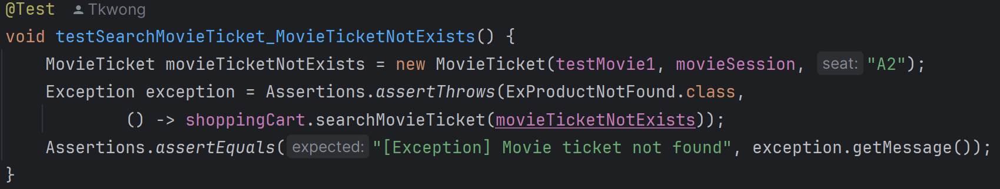 @Test Tkwong
void testSearchMovieTicket_MovieTicketNotExists() {
MovieTicket movieTicketNotExists = new MovieTicket(testMovie1, movieSession, seat: "A2");
Exception exception = Assertions.assertThrows(ExProductNotFound.class,
() -> shoppingCart.searchMovieTicket(movieTicketNotExists));
Assertions.assertEquals(expected: "[Exception] Movie ticket not found", exception.getMessage());
}